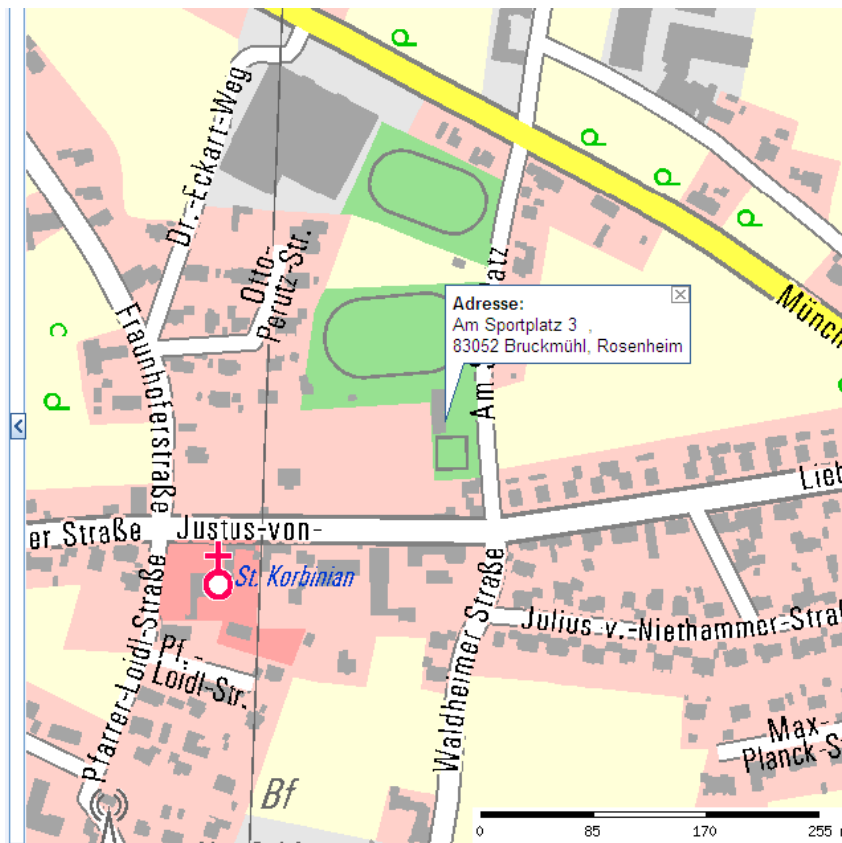 Dr.-Eckart-Weg
Otto-
Perutz-Str.
Am Sportplatz
Adresse:
Am Sportplatz 3 ,
83052 Bruckmühl, Rosenheim
Münch
Fraunhoferstraße
er Straße
Justus-von-
Lieb
St. Korbinian
Pfarrer-Loidl-Straße
Pf.-
Loidl-Str.
Waldheimer Straße
Julius v.-Niethammer-Straß
Max-
Planck-S
Bf
0 85 170 255